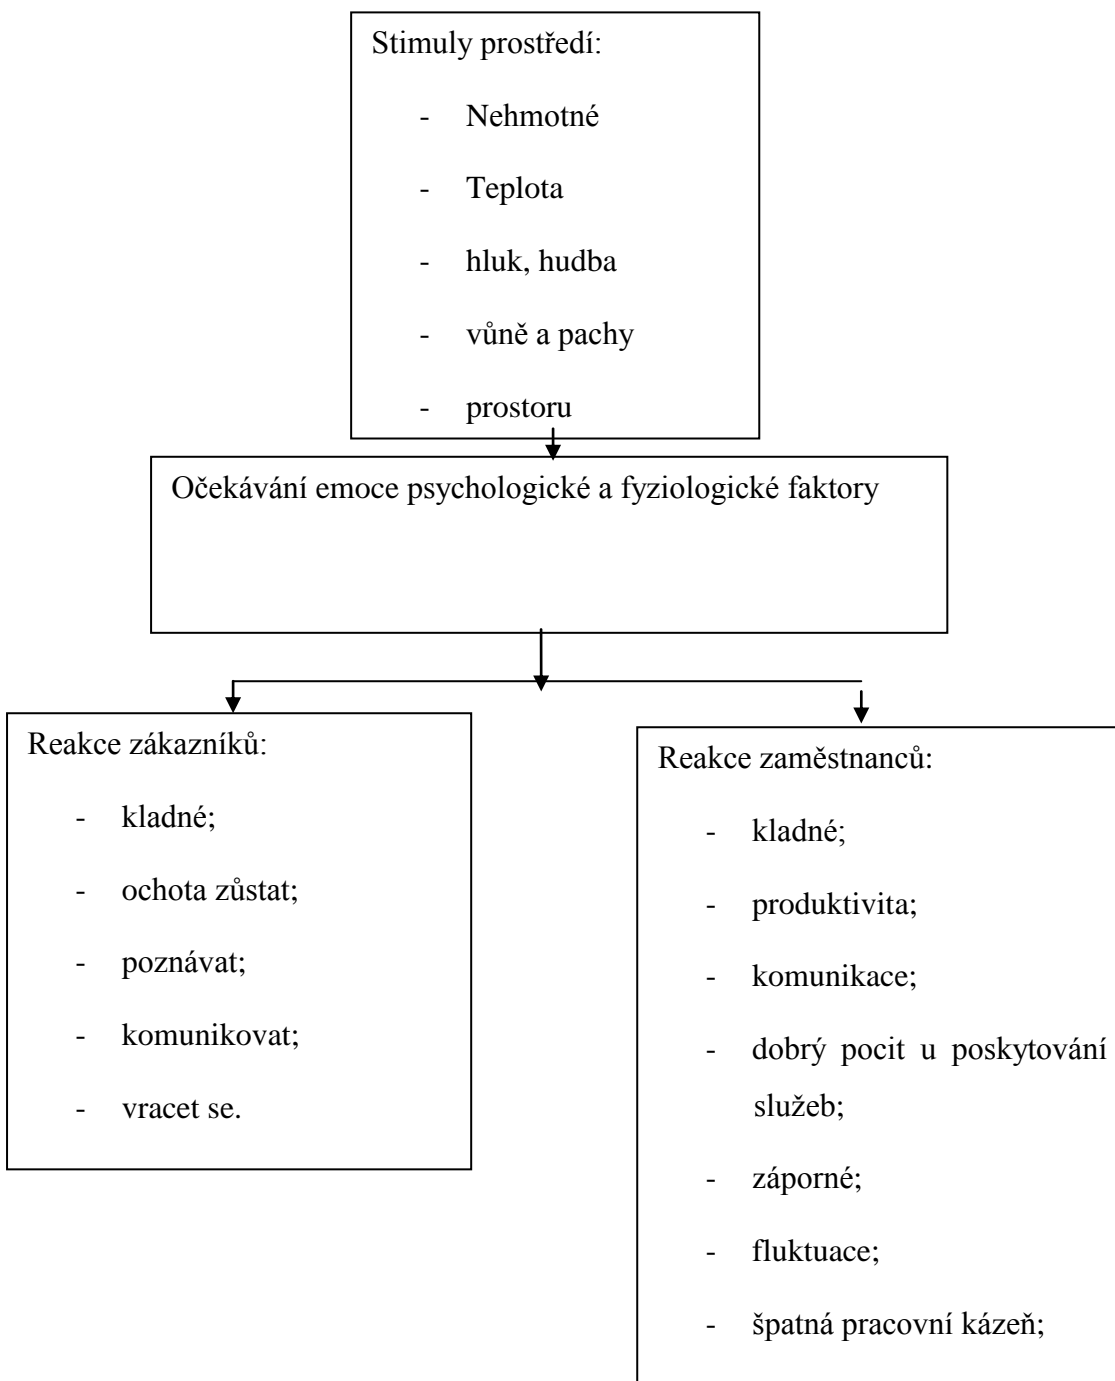 Stimuly prostředí:
- Nehmotné
- Teplota
- hluk, hudba
- vůně a pachy
- prostoru
Očekávání emoce psychologické a fyziologické faktory
Reakce zákazníků:
- kladné;
- ochota zůstat;
- poznávat;
- komunikovat;
- vracet se.
Reakce zaměstnanců:
- kladné;
- produktivita;
- komunikace;
- dobrý pocit u poskytování
služeb;
- záporné;
- fluktuace;
- špatná pracovní kázeň;